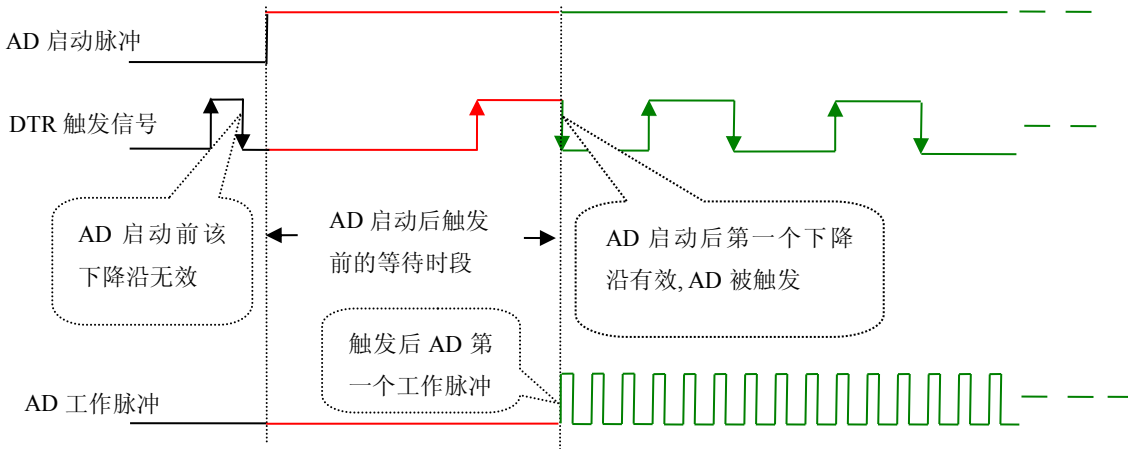 AD 启动脉冲
DTR 触发信号
AD 启动前该
下降沿无效
AD 启动后触发
前的等待时段
AD 启动后第一个下降
沿有效, AD 被触发
触发后 AD 第
一个工作脉冲
AD 工作脉冲